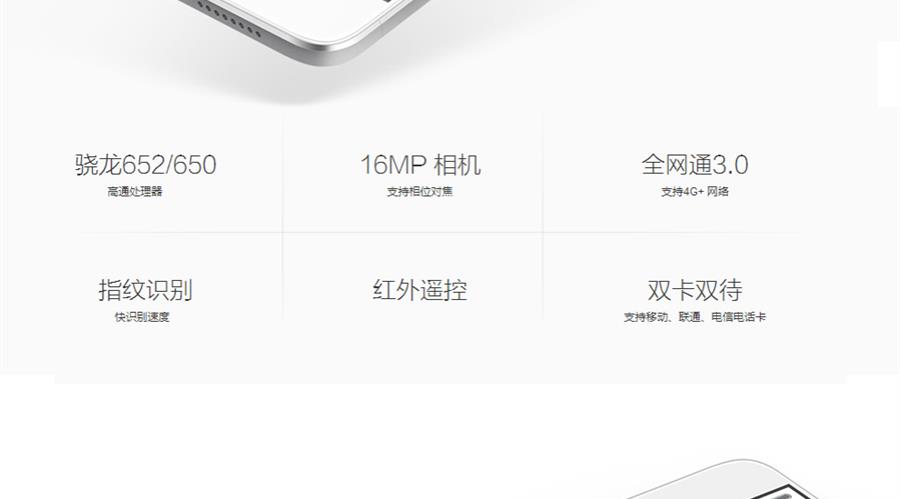 骁龙652/650
高通处理器
16MP 相机
支持相位对焦
全网通3.0
支持4G+ 网络
指纹识别
快识别速度
红外遥控
双卡双待
支持移动、联通、电信电话卡